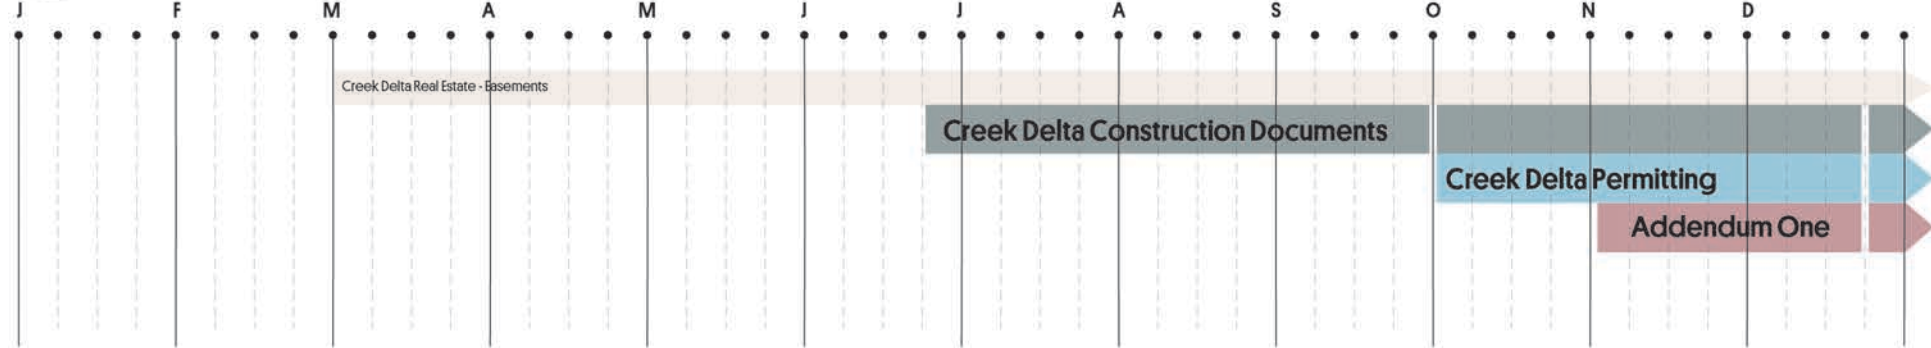 J F M A M J J A S O N D
Creek Delta Real Estate - Easements
Creek Delta Construction Documents
Creek Delta Permitting
Addendum One